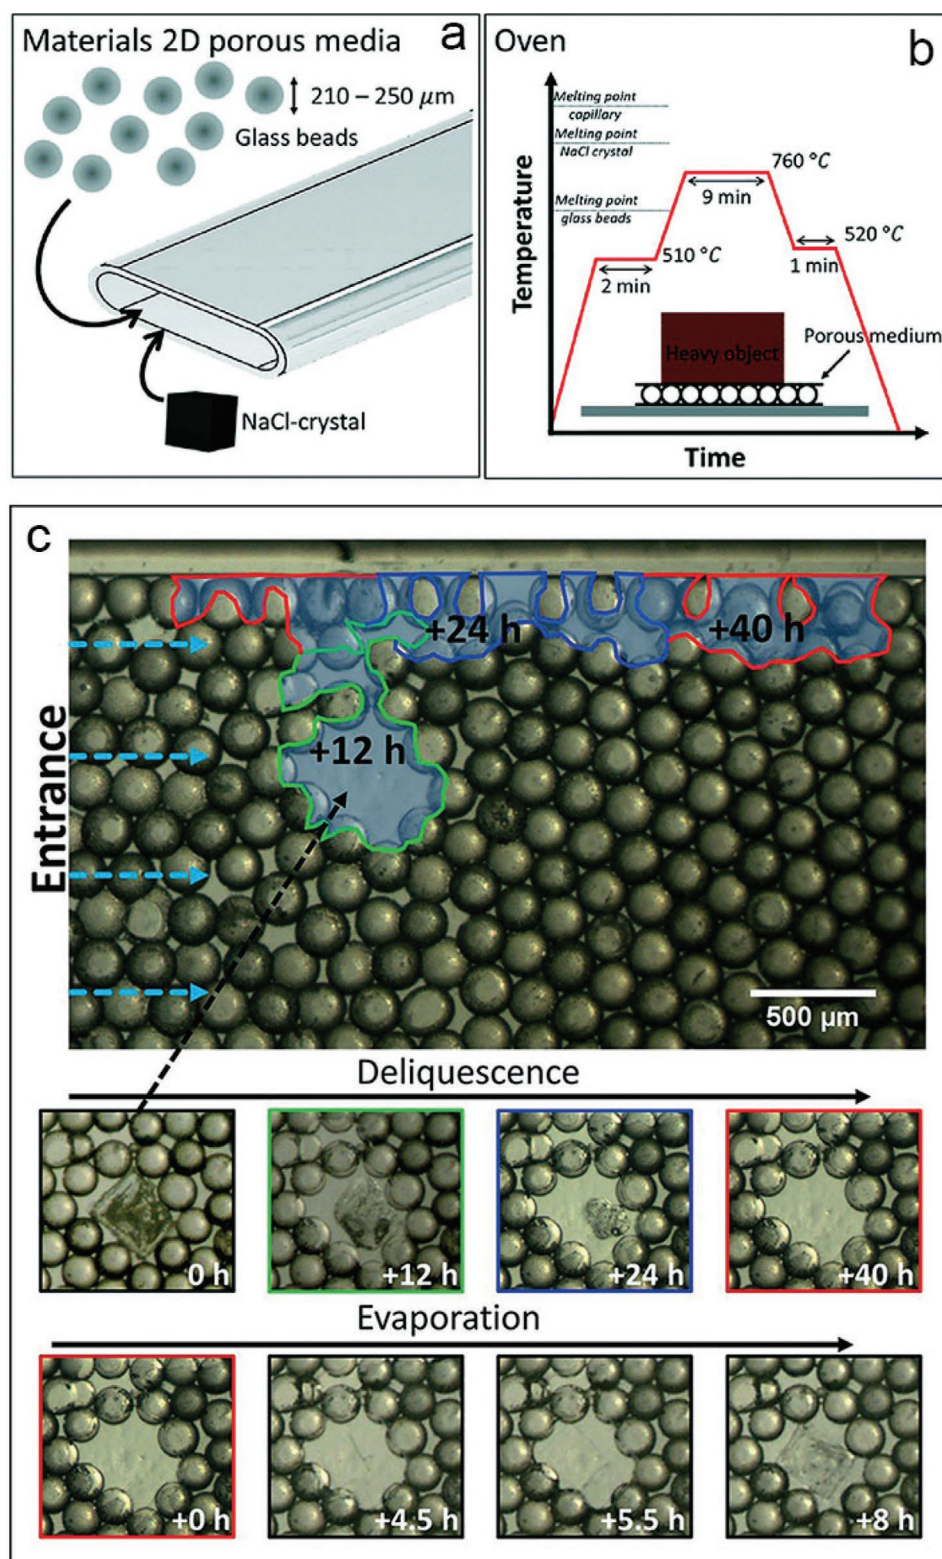 Materials 2D porous media
a
210 – 250 μm
Glass beads
NaCl-crystal
Oven
b
Temperature
Melting point
capillary
Melting point
NaCl crystal
Melting point
glass beads
760 °C
9 min
510 °C
2 min
520 °C
1 min
Heavy object
Porous medium
Time
c
Entrance
+24 h
+40 h
+12 h
500 μm
Deliquescence
0 h
+12 h
+24 h
+40 h
Evaporation
+0 h
+4.5 h
+5.5 h
+8 h